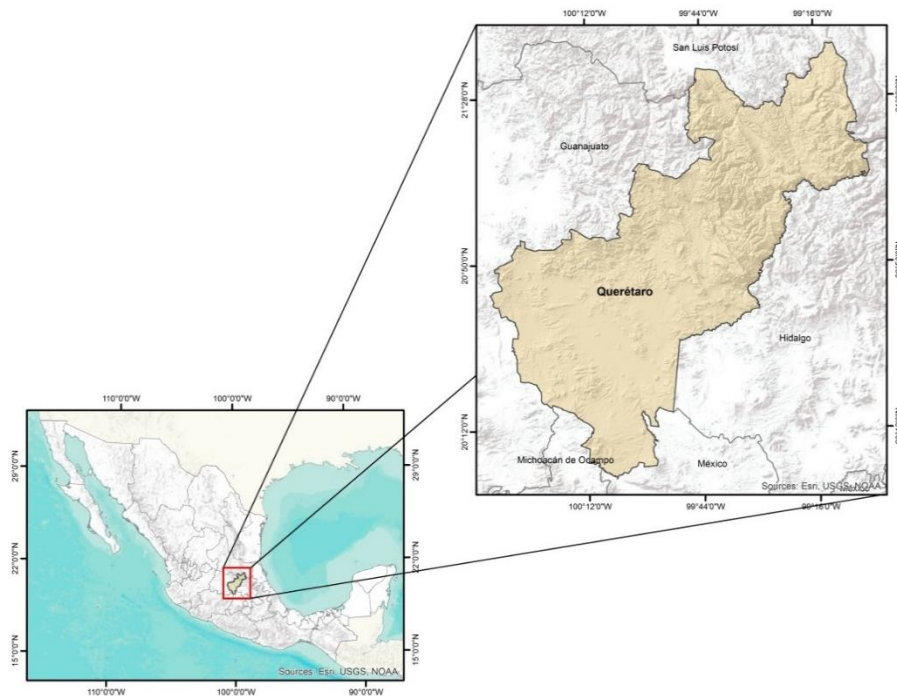 100°12'0"W 99°44'0"W 99°16'0"W
San Luis Potosí
21°28'0"N
Guanajuato
20°50'0"N
Querétaro
Hidalgo
20°12'0"N
Michoacán de Ocampo
México
Sources: Esri, USGS, NOAA
100°12'0"W 99°44'0"W 99°16'0"W
110°0'0"W 100°0'0"W 90°0'0"W
29°0'0"N 29°0'0"N
22°0'0"N 22°0'0"N
15°0'0"N 15°0'0"N
Sources: Esri, USGS, NOAA
110°0'0"W 100°0'0"W 90°0'0"W